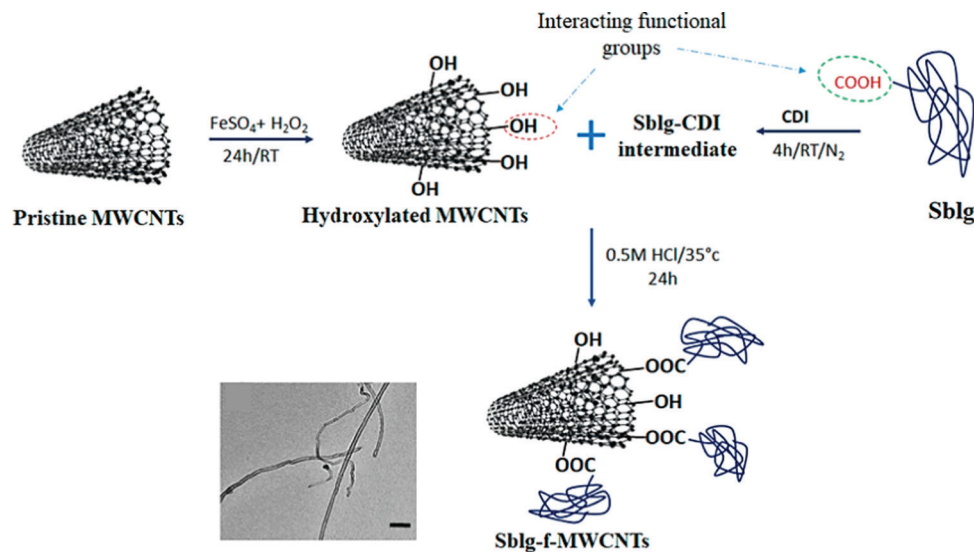 Interacting functional
groups
OH
OH
OH
OH
OH
COOH
FeSO₄+ H₂O₂
24h/RT
Sblg-CDI
intermediate
CDI
4h/RT/N₂
Pristine MWCNTs
Hydroxylated MWCNTs
Sblg
0.5M HCl/35°c
24h
OH
OOC
OH
OOC
OOC
Sblg-f-MWCNTs